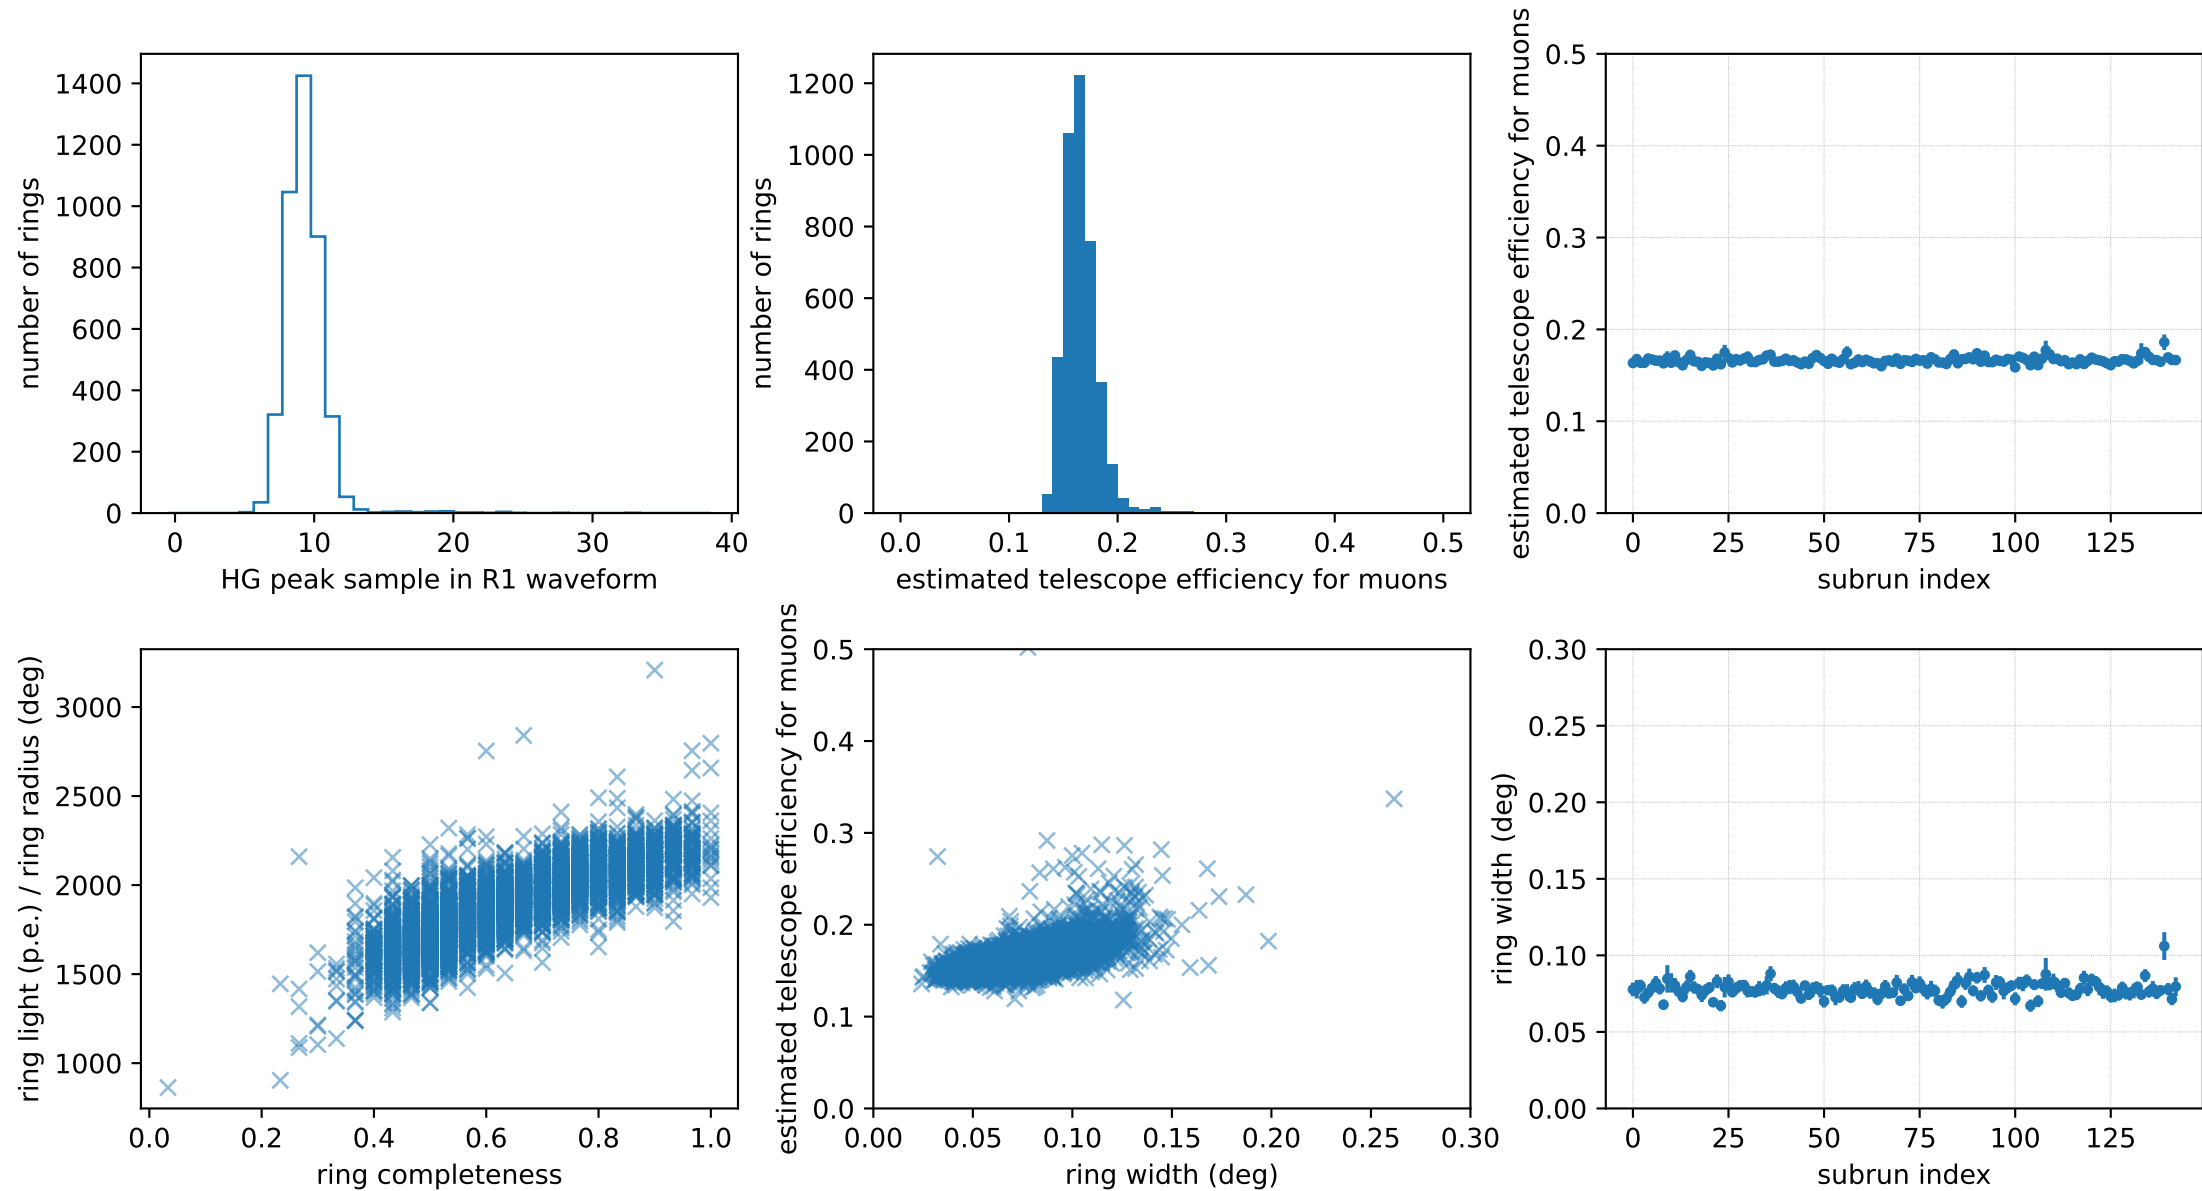 number of rings
1400
1200
1000
800
600
400
200
0
0 10 20 30 40
HG peak sample in R1 waveform
number of rings
1200
1000
800
600
400
200
0
0.0 0.1 0.2 0.3 0.4 0.5
estimated telescope efficiency for muons
estimated telescope efficiency for muons
0.5
0.4
0.3
0.2
0.1
0.0
0 25 50 75 100 125
subrun index
ring light (p.e.) / ring radius (deg)
3000
2500
2000
1500
1000
0.0 0.2 0.4 0.6 0.8 1.0
ring completeness
estimated telescope efficiency for muons
0.5
0.4
0.3
0.2
0.1
0.0
0.00 0.05 0.10 0.15 0.20 0.25 0.30
ring width (deg)
ring width (deg)
0.30
0.25
0.20
0.15
0.10
0.05
0.00
0 25 50 75 100 125
subrun index